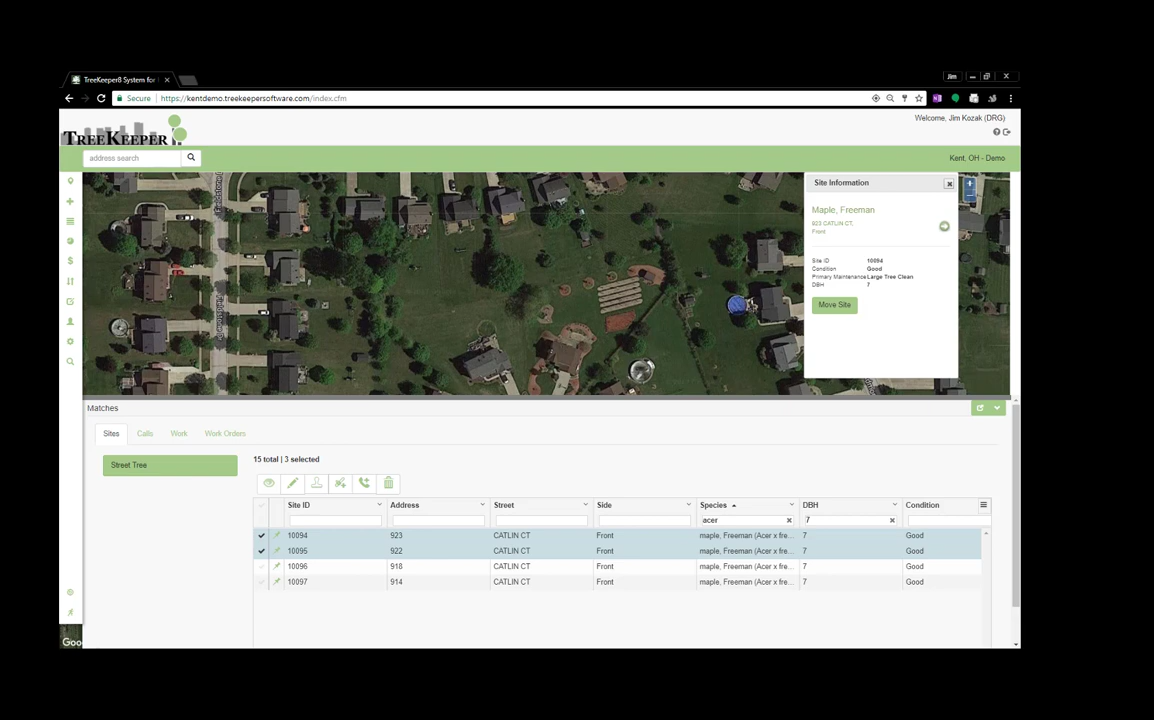 TreeKeeper8 System for
Jim
Secure
https://kentdemo.treekeepersoftware.com/index.cfm
Welcome, Jim Kozak (DRG)
TREEKEEPER
address search
Kent, OH - Demo
Site Information
Maple, Freeman
923 CATLIN CT.
Front
Site ID 10094
Condition Good
Primary Maintenance Large Tree Clean
DBH 7
Move Site
Matches
Sites Calls Work Work Orders
Street Tree
15 total | 3 selected
Site ID Address Street Side Species DBH Condition
acer 7
10094 923 CATLIN CT Front maple, Freeman (Acer x fre... 7 Good
10095 922 CATLIN CT Front maple, Freeman (Acer x fre... 7 Good
10096 918 CATLIN CT Front maple, Freeman (Acer x fre... 7 Good
10097 914 CATLIN CT Front maple, Freeman (Acer x fre... 7 Good
Goo